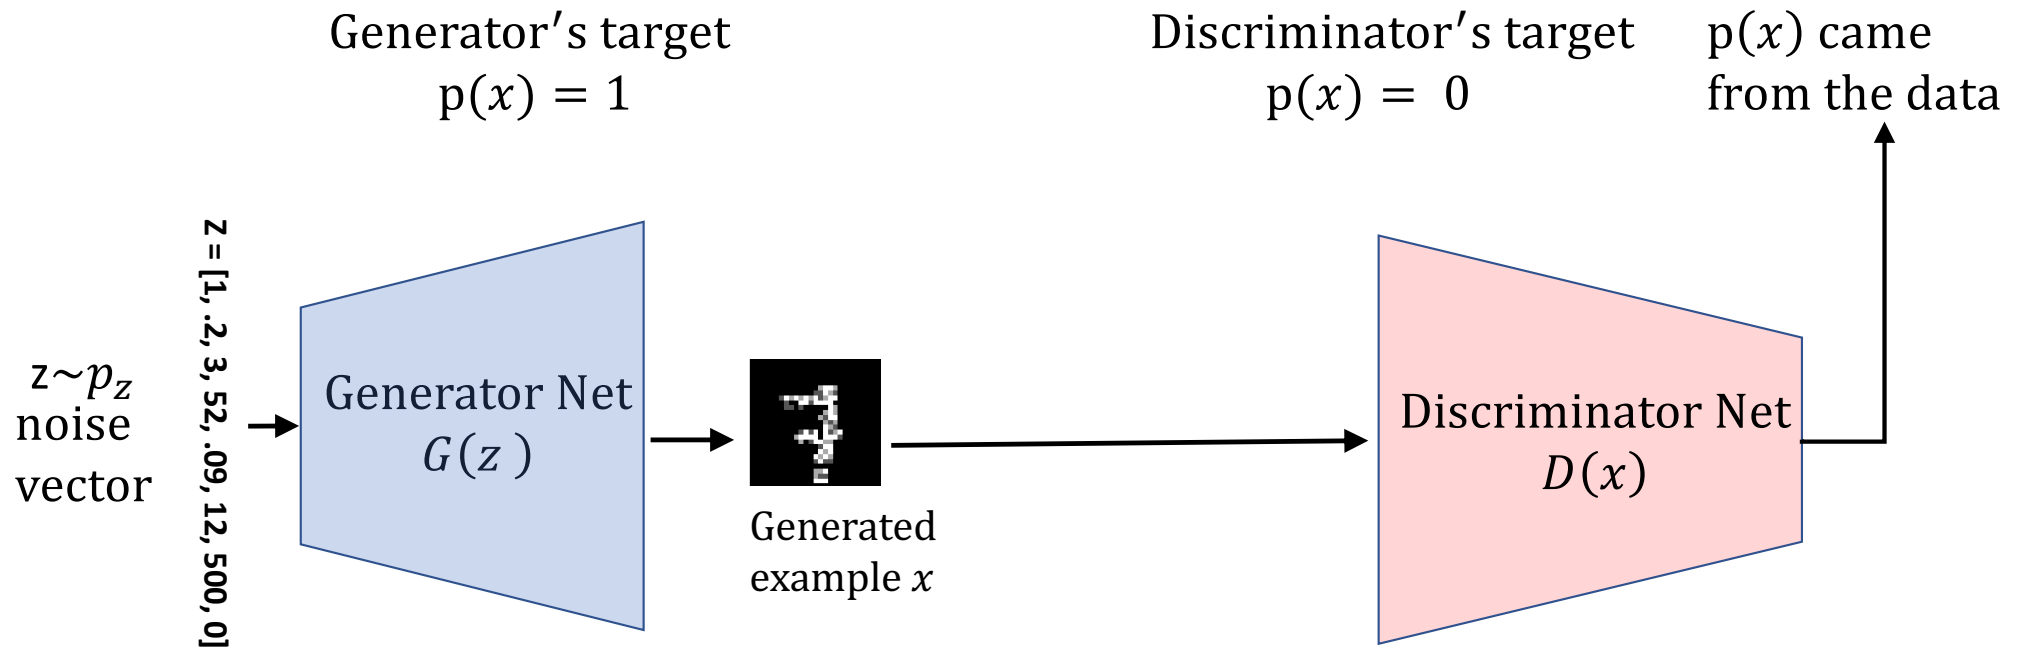 Generator′s target
p(x) = 1
Discriminator′s target
p(x) = 0
p(x) came
from the data
z~p_z
noise
vector
Z = [1, .2, 3, 52, .09, 12, 500, 0]
Generator Net
G(z )
Generated
example x
Discriminator Net
D(x)